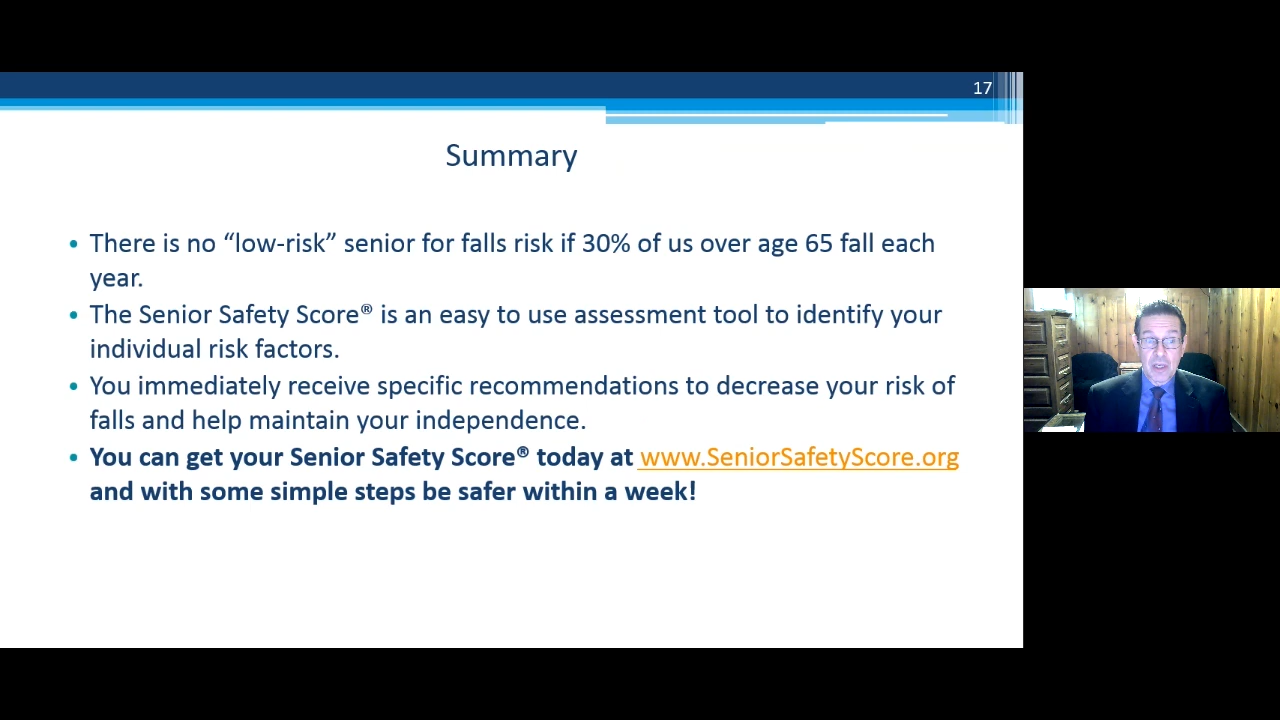 17
Summary
• There is no “low-risk” senior for falls risk if 30% of us over age 65 fall each
year.
• The Senior Safety Score® is an easy to use assessment tool to identify your
individual risk factors.
• You immediately receive specific recommendations to decrease your risk of
falls and help maintain your independence.
• You can get your Senior Safety Score® today at www.SeniorSafetyScore.org
and with some simple steps be safer within a week!